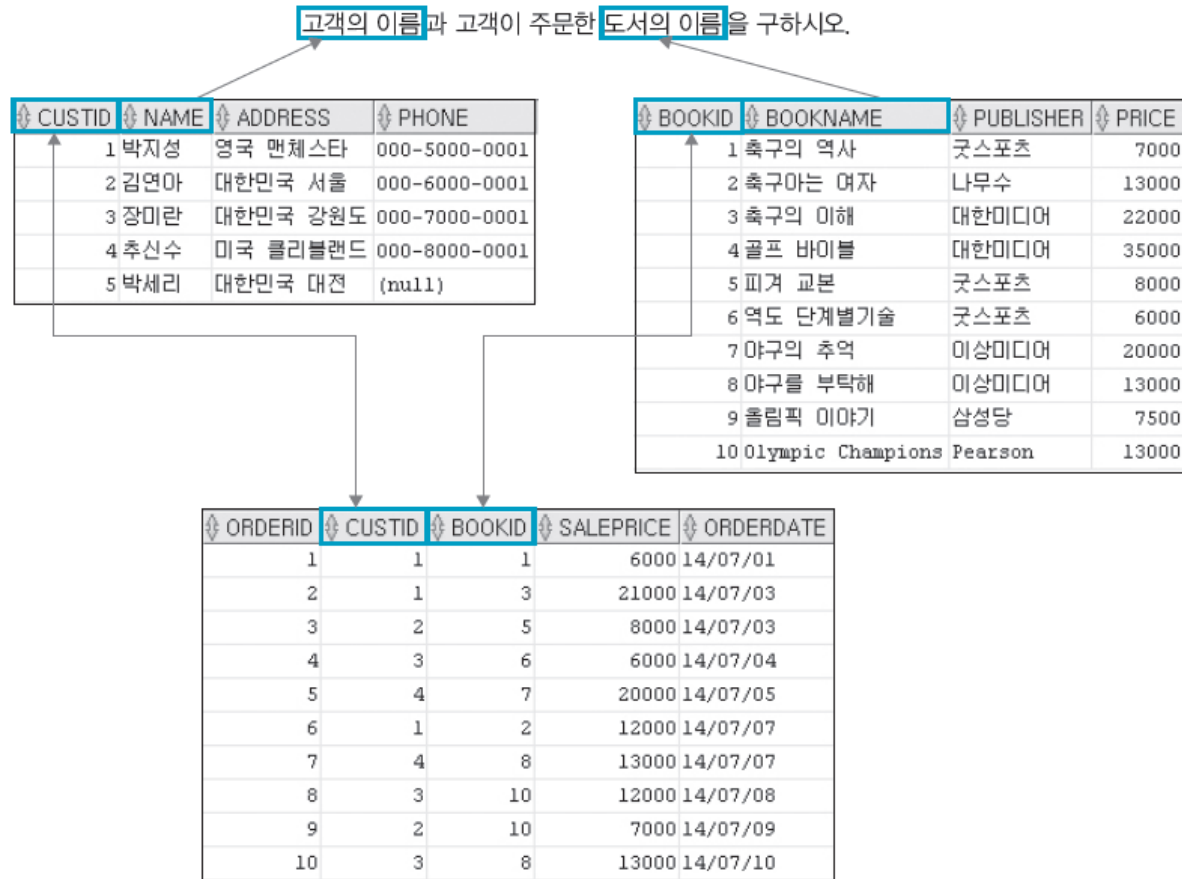 고객의 이름과 고객이 주문한 도서의 이름을 구하시오.
CUSTID NAME ADDRESS PHONE
1 박지성 영국 맨체스타 000-5000-0001
2 김연아 대한민국 서울 000-6000-0001
3 장미란 대한민국 강원도 000-7000-0001
4 추신수 미국 클리블랜드 000-8000-0001
5 박세리 대한민국 대전 (null)
BOOKID BOOKNAME PUBLISHER PRICE
1 축구의 역사 굿스포츠 7000
2 축구아는 여자 나무수 13000
3 축구의 이해 대한미디어 22000
4 골프 바이블 대한미디어 35000
5 피겨 교본 굿스포츠 8000
6 역도 단계별기술 굿스포츠 6000
7 야구의 추억 이상미디어 20000
8 야구를 부탁해 이상미디어 13000
9 올림픽 이야기 삼성당 7500
10 Olympic Champions Pearson 13000
ORDERID CUSTID BOOKID SALEPRICE ORDERDATE
1 1 1 6000 14/07/01
2 1 3 21000 14/07/03
3 2 5 8000 14/07/03
4 3 6 6000 14/07/04
5 4 7 20000 14/07/05
6 1 2 12000 14/07/07
7 4 8 13000 14/07/07
8 3 10 12000 14/07/08
9 2 10 7000 14/07/09
10 3 8 13000 14/07/10